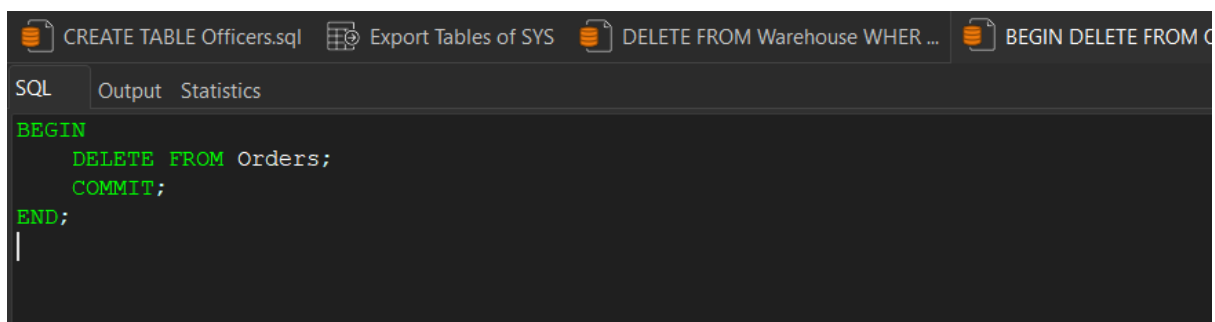 CREATE TABLE Officers.sql Export Tables of SYS DELETE FROM Warehouse WHER ... BEGIN DELETE FROM
SQL Output Statistics
BEGIN
DELETE FROM Orders;
COMMIT;
END;